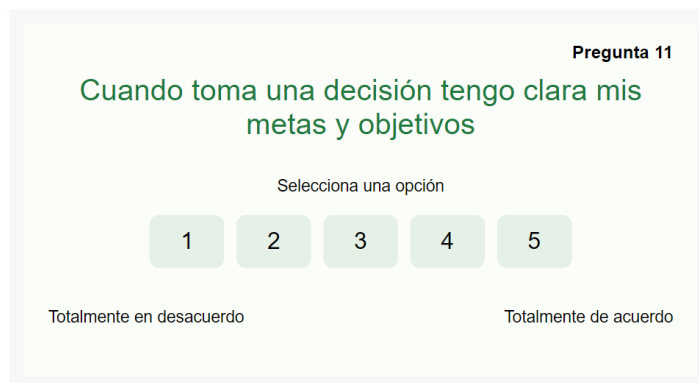 Pregunta 11
Cuando toma una decisión tengo clara mis
metas y objetivos
Selecciona una opción
1 2 3 4 5
Totalmente en desacuerdo Totalmente de acuerdo